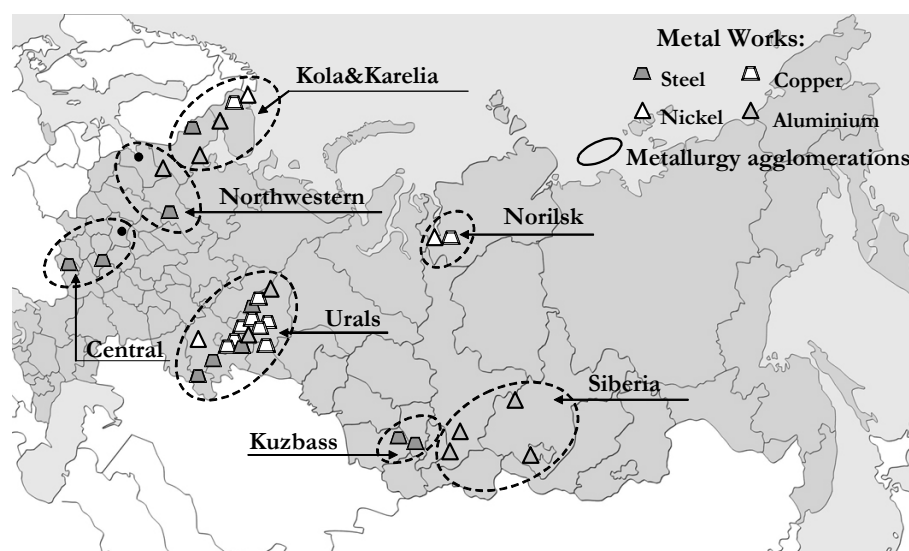 Metal Works:
Steel
Copper
Nickel
Aluminium
Metallurgy agglomerations
Kola&Karelia
Northwestern
Norilsk
Urals
Central
Siberia
Kuzbass